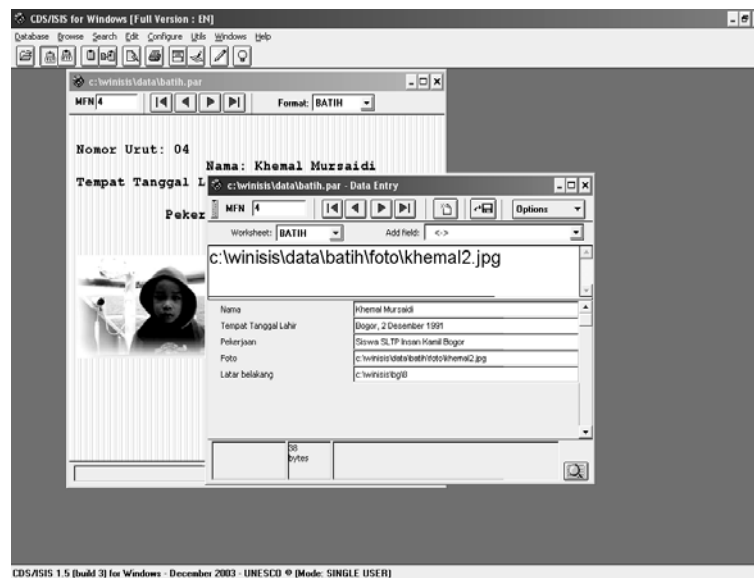 CDS/ISIS for Windows [Full Version : EN]
Database Browse Search Edit Configure Utils Windows Help
c:\winisis\data\batih.par
MFN 4 Format: BATIH
Nomor Urut: 04
Nama: Khemal Mursaidi
Tempat Tanggal L
Peker
c:\winisis\data\batih.par - Data Entry
MFN 4 Options
Worksheet: BATIH Add field: <->
c:\winisis\data\batih\foto\khemal2.jpg
Nama Khemal Mursaidi
Tempat Tanggal Lahir Bogor, 2 Desember 1991
Pekerjaan Siswa SLTP Insan Kamil Bogor
Foto c:\winisis\data\batih\foto\khemal2.jpg
Latar belakang c:\winisis\bg\8
38
bytes
CDS/ISIS 1.5 [build 3] for Windows - December 2003 - UNESCO © [Mode: SINGLE USER]